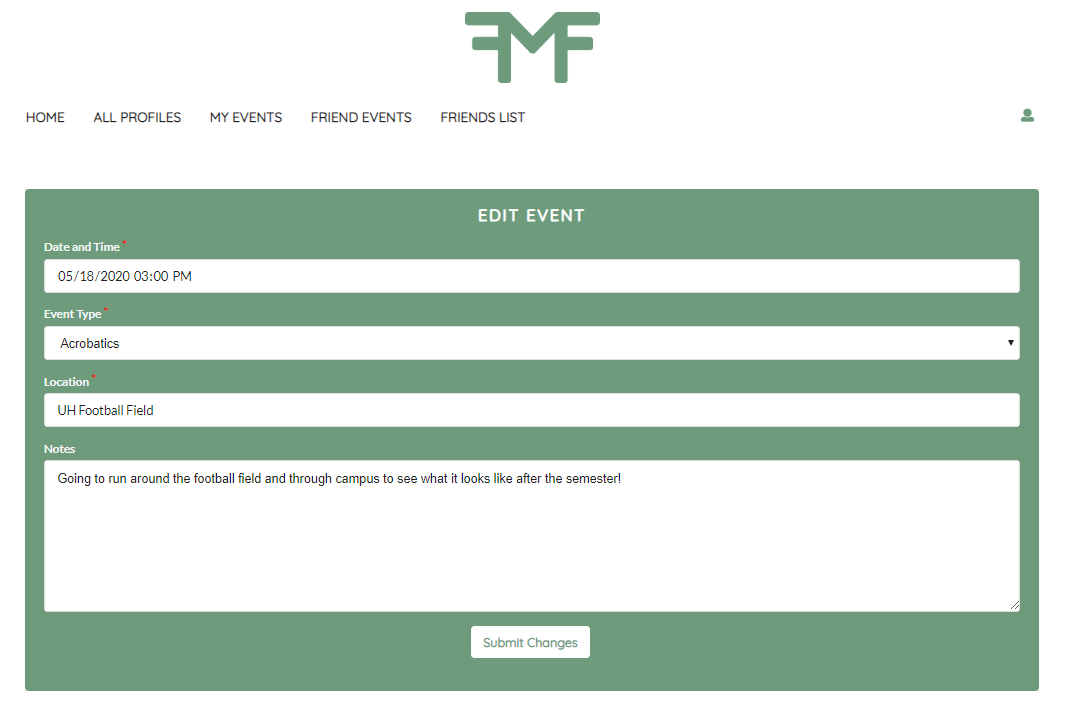 FMF
HOME ALL PROFILES MY EVENTS FRIEND EVENTS FRIENDS LIST
EDIT EVENT
Date and Time *
05/18/2020 03:00 PM
Event Type *
Acrobatics
Location *
UH Football Field
Notes
Going to run around the football field and through campus to see what it looks like after the semester!
Submit Changes